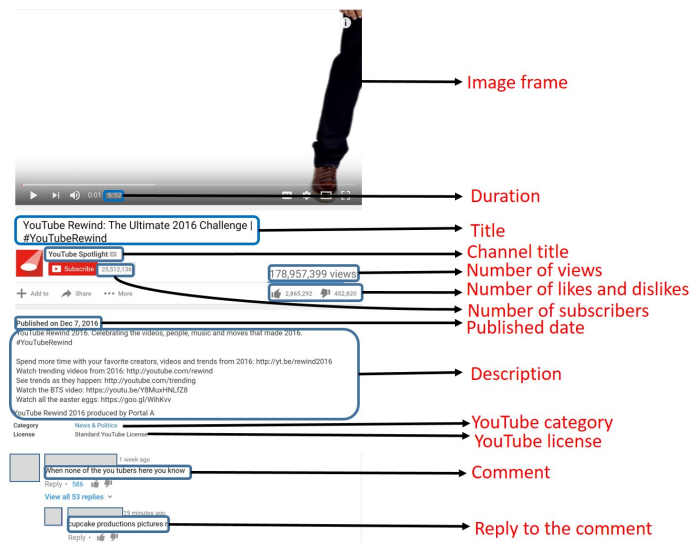 Image frame
0:01 6:52
Duration
YouTube Rewind: The Ultimate 2016 Challenge |
#YouTubeRewind
Title
YouTube Spotlight
Channel title
Subscribe 25,512,136
178,957,399 views
Number of views
Add to Share More
2,865,292 452,820
Number of likes and dislikes
Number of subscribers
Published on Dec 7, 2016
Published date
YouTube Rewind 2016. Celebrating the videos, people, music and moves that made 2016.
#YouTubeRewind
Spend more time with your favorite creators, videos and trends from 2016: http://yt.be/rewind2016
Watch trending videos from 2016: http://youtube.com/rewind
See trends as they happen: http://youtube.com/trending
Watch the BTS video: https://youtu.be/Y8MuxHNLfZ8
Watch all the easter eggs: https://goo.gl/WihKvv
Description
YouTube Rewind 2016 produced by Portal A
Category News & Politics
YouTube category
License Standard YouTube License
YouTube license
1 week ago
When none of the you tubers here you know
Comment
Reply • 586
View all 53 replies
19 minutes ago
cupcake productions pictures
Reply to the comment
Reply •